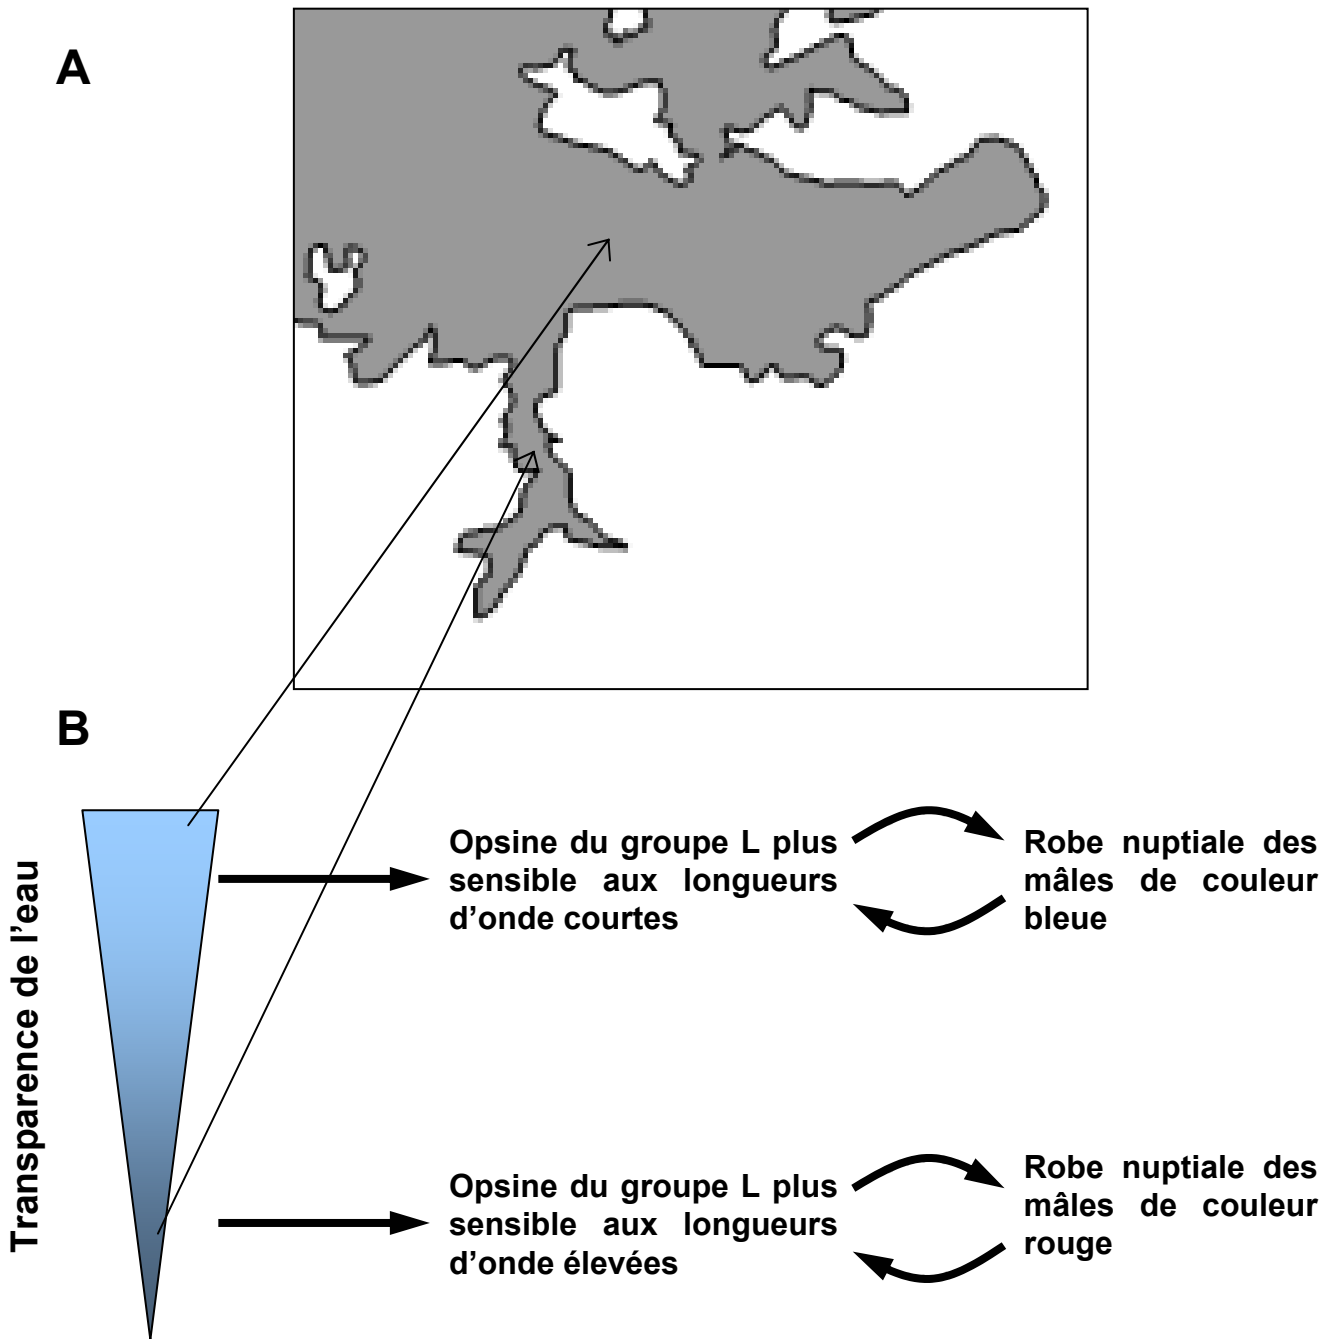 A
B
Transparence de l'eau
Opsine du groupe L plus
sensible aux longueurs
d'onde courtes
Robe nuptiale des
mâles de couleur
bleue
Opsine du groupe L plus
sensible aux longueurs
d'onde élevées
Robe nuptiale des
mâles de couleur
rouge